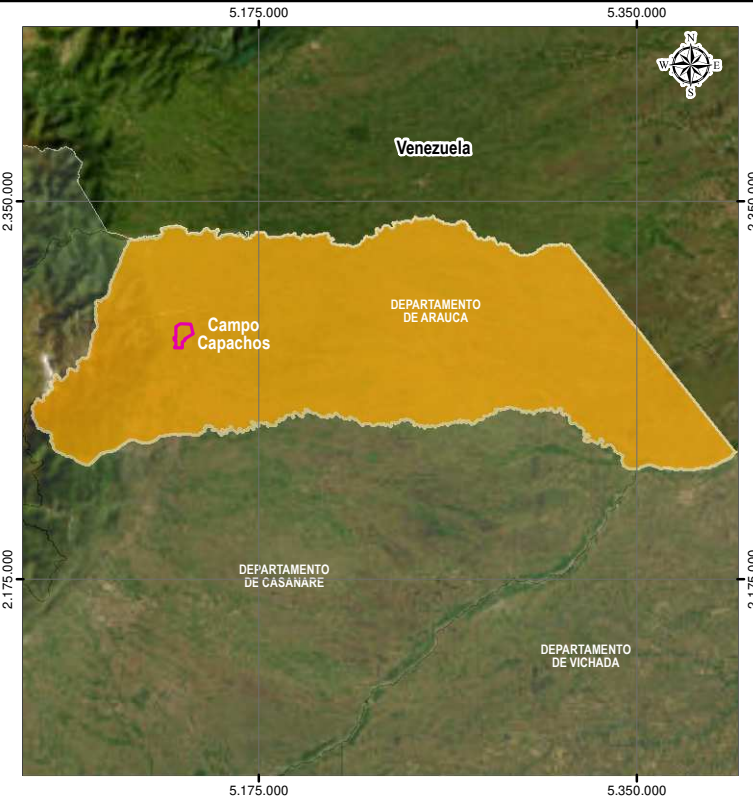 5.175.000 5.350.000
N
W E
S
Venezuela
2.350.000 2.350.000
DEPARTAMENTO
DE ARAUCA
Campo
Capachos
2.175.000 2.175.000
DEPARTAMENTO
DE CASANARE
DEPARTAMENTO
DE VICHADA
5.175.000 5.350.000